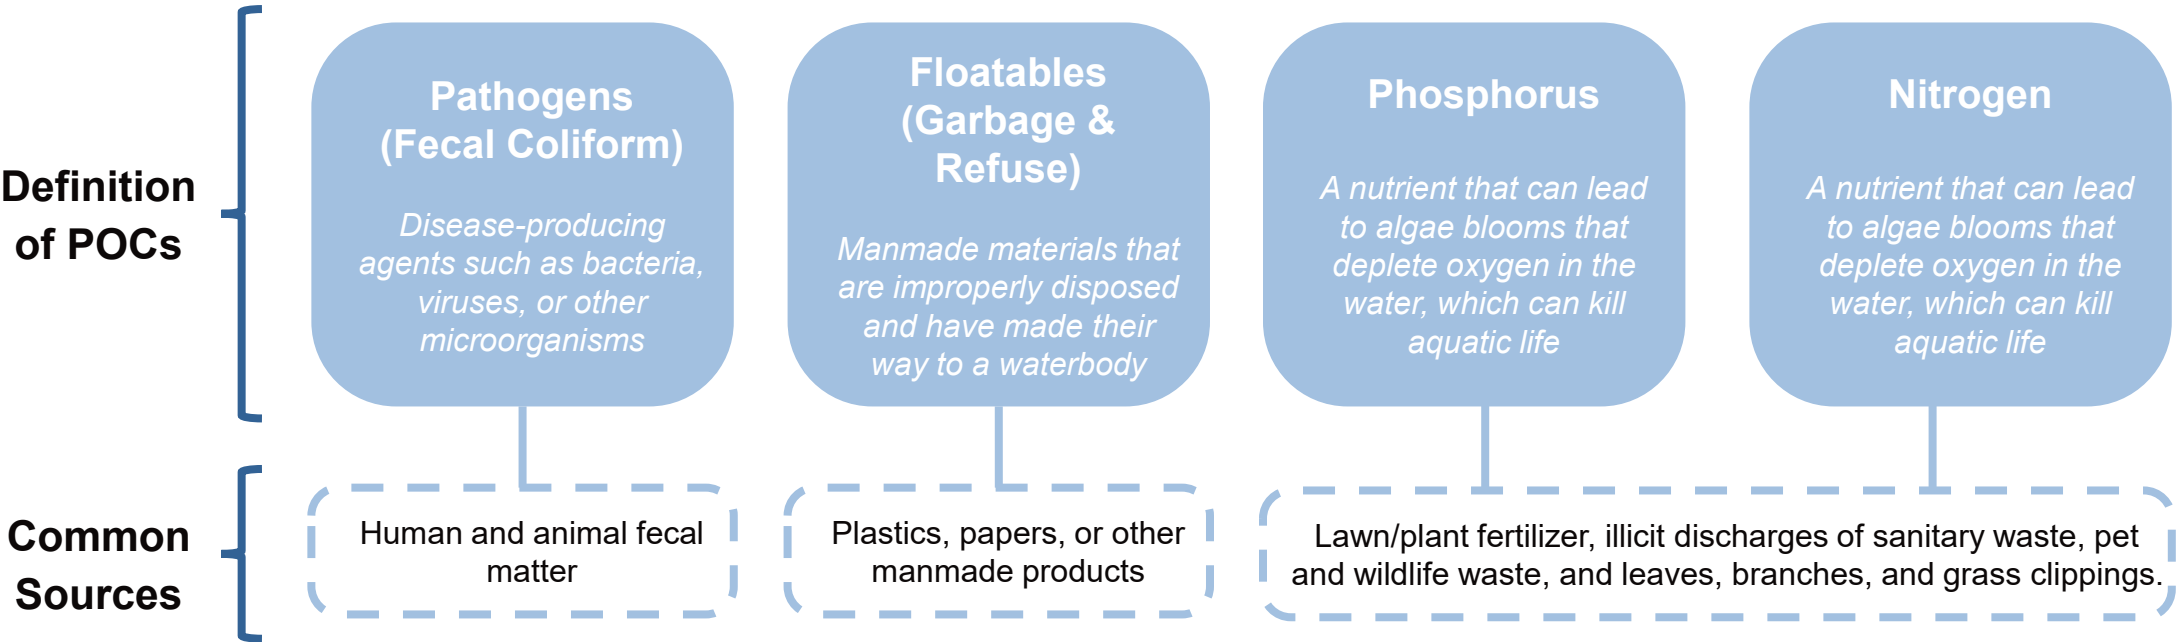 Definition
of POCs
Pathogens
(Fecal Coliform)
Disease-producing
agents such as bacteria,
viruses, or other
microorganisms
Floatables
(Garbage &
Refuse)
Manmade materials that
are improperly disposed
and have made their
way to a waterbody
Phosphorus
A nutrient that can lead
to algae blooms that
deplete oxygen in the
water, which can kill
aquatic life
Nitrogen
A nutrient that can lead
to algae blooms that
deplete oxygen in the
water, which can kill
aquatic life
Common
Sources
Human and animal fecal
matter
Plastics, papers, or other
manmade products
Lawn/plant fertilizer, illicit discharges of sanitary waste, pet
and wildlife waste, and leaves, branches, and grass clippings.